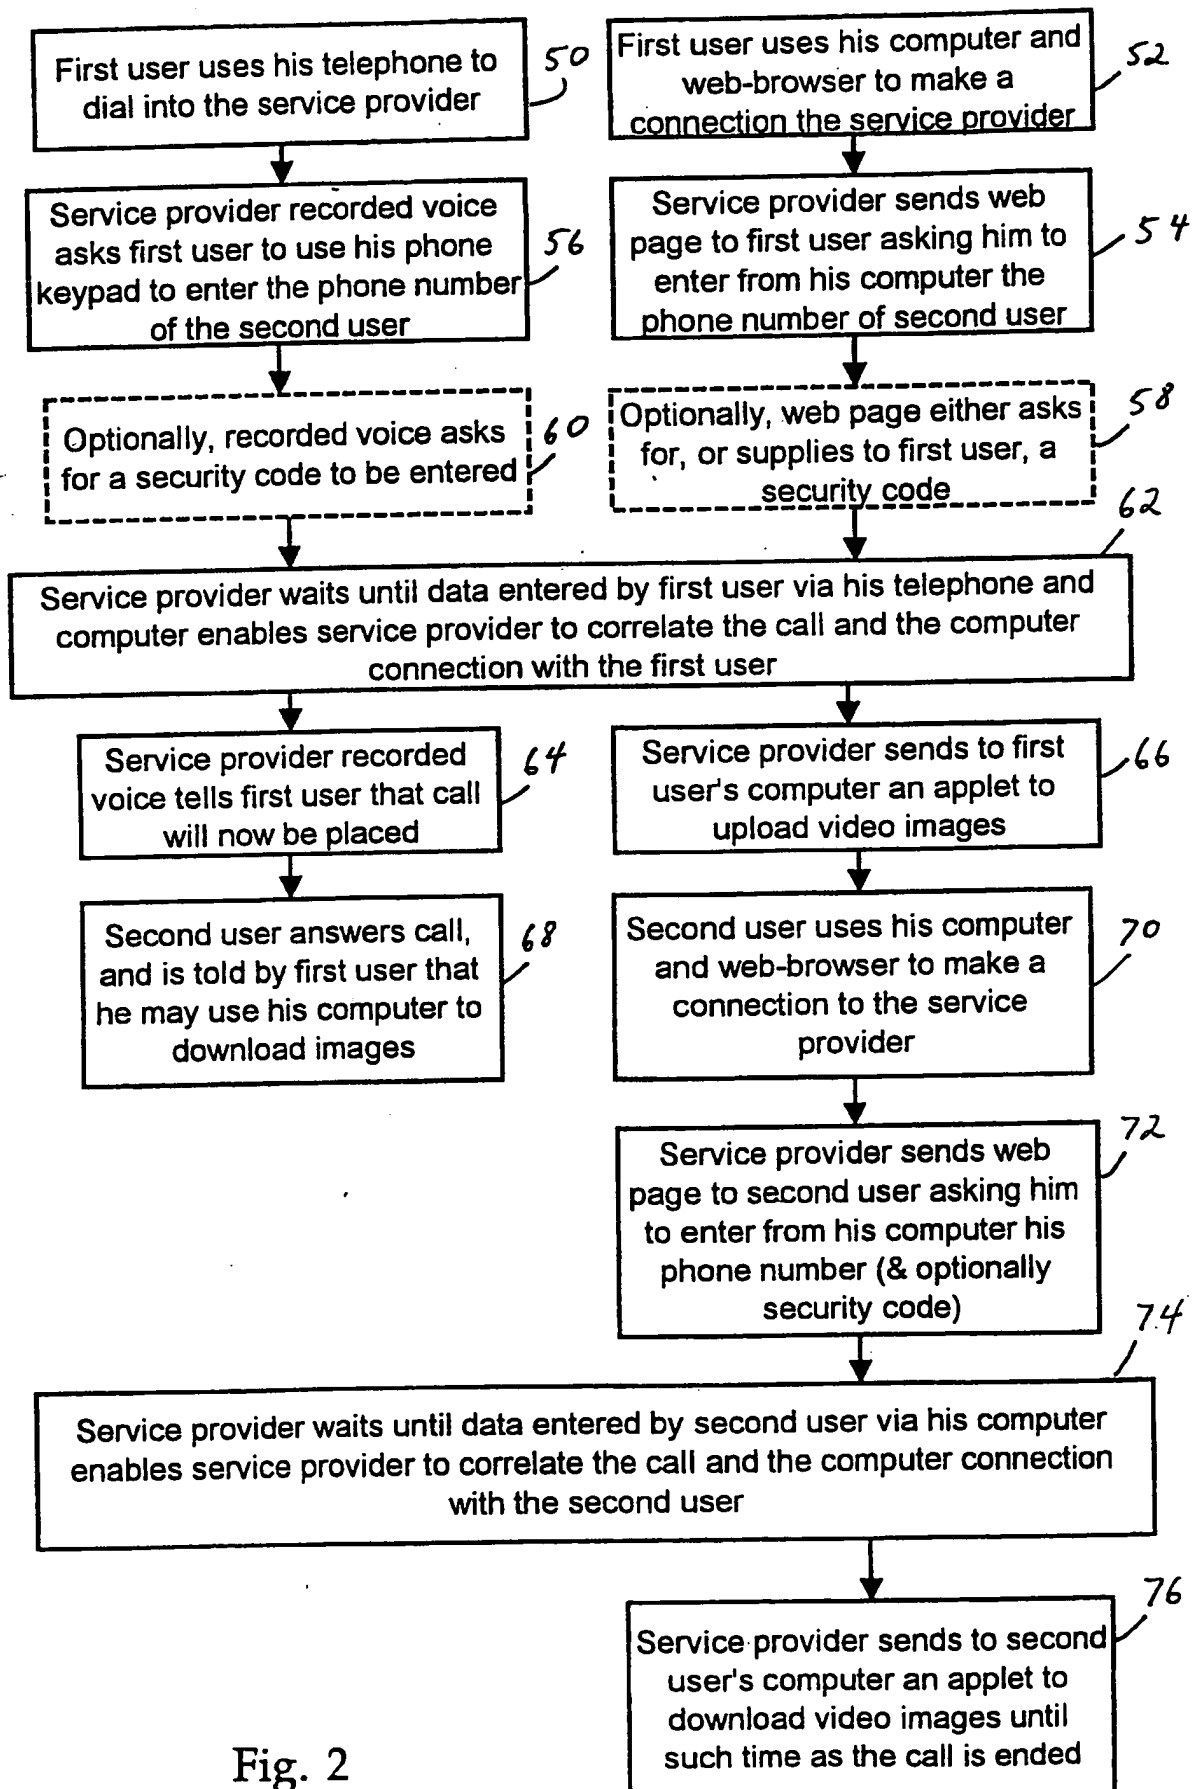 First user uses his telephone to
dial into the service provider
50
First user uses his computer and
web-browser to make a
connection the service provider
52
Service provider recorded voice
asks first user to use his phone
keypad to enter the phone number
of the second user
56
Service provider sends web
page to first user asking him to
enter from his computer the
phone number of second user
54
Optionally, recorded voice asks
for a security code to be entered
60
Optionally, web page either asks
for, or supplies to first user, a
security code
58
62
Service provider waits until data entered by first user via his telephone and
computer enables service provider to correlate the call and the computer
connection with the first user
Service provider recorded
voice tells first user that call
will now be placed
64
Service provider sends to first
user's computer an applet to
upload video images
66
Second user answers call,
and is told by first user that
he may use his computer to
download images
68
Second user uses his computer
and web-browser to make a
connection to the service
provider
70
Service provider sends web
page to second user asking him
to enter from his computer his
phone number (& optionally
security code)
72
74
Service provider waits until data entered by second user via his computer
enables service provider to correlate the call and the computer connection
with the second user
76
Service provider sends to second
user's computer an applet to
download video images until
such time as the call is ended
Fig. 2